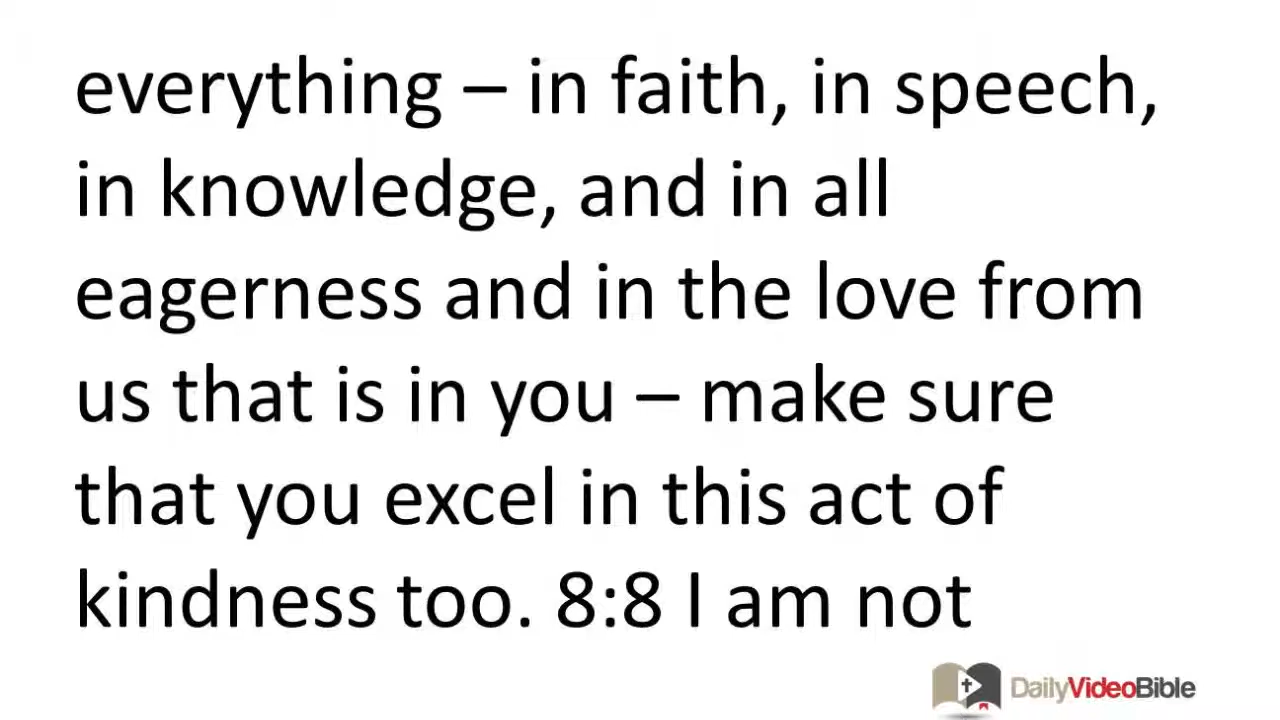 everything – in faith, in speech,
in knowledge, and in all
eagerness and in the love from
us that is in you – make sure
that you excel in this act of
kindness too. 8:8 I am not
DailyVideoBible